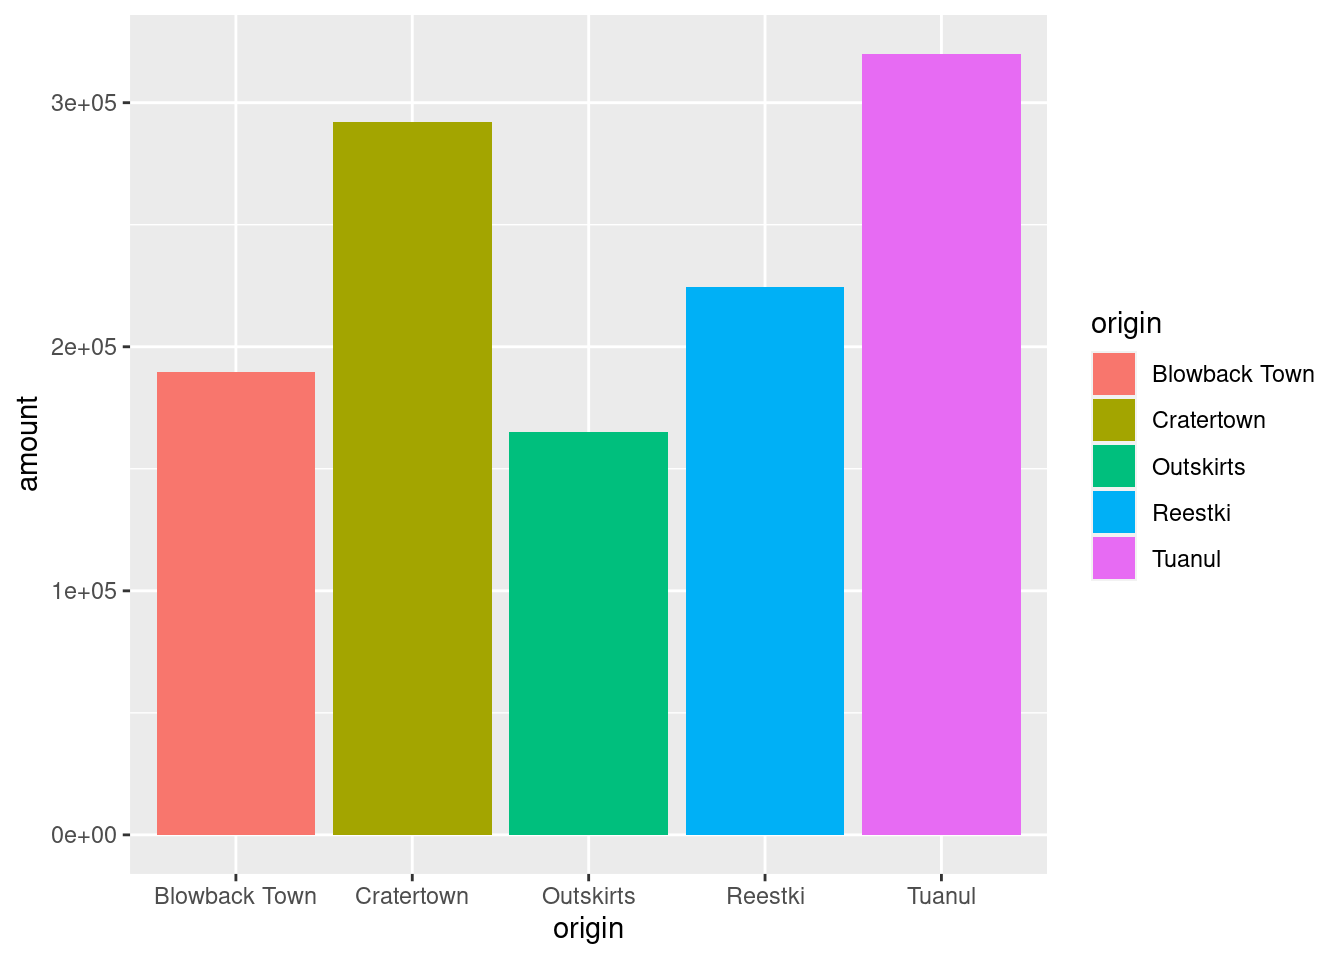 3e+05
2e+05
1e+05
0e+00
amount
Blowback Town Cratertown Outskirts Reestki Tuanul
origin
origin
Blowback Town
Cratertown
Outskirts
Reestki
Tuanul